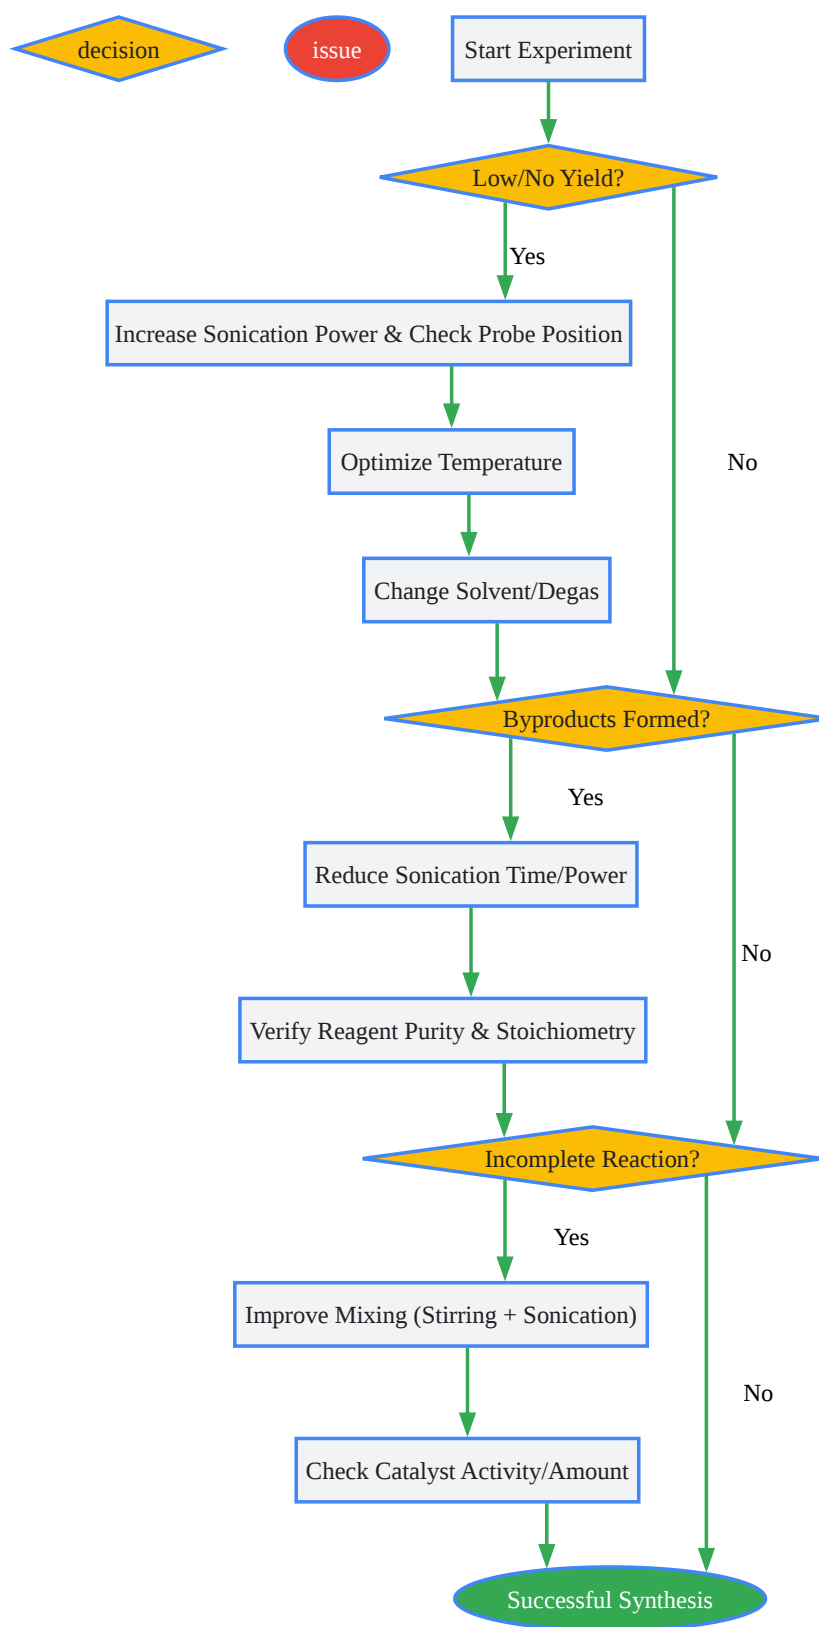 decision
issue
Start Experiment
Low/No Yield?
Yes
Increase Sonication Power & Check Probe Position
Optimize Temperature
No
Change Solvent/Degas
Byproducts Formed?
Yes
Reduce Sonication Time/Power
No
Verify Reagent Purity & Stoichiometry
Incomplete Reaction?
Yes
Improve Mixing (Stirring + Sonication)
No
Check Catalyst Activity/Amount
Successful Synthesis